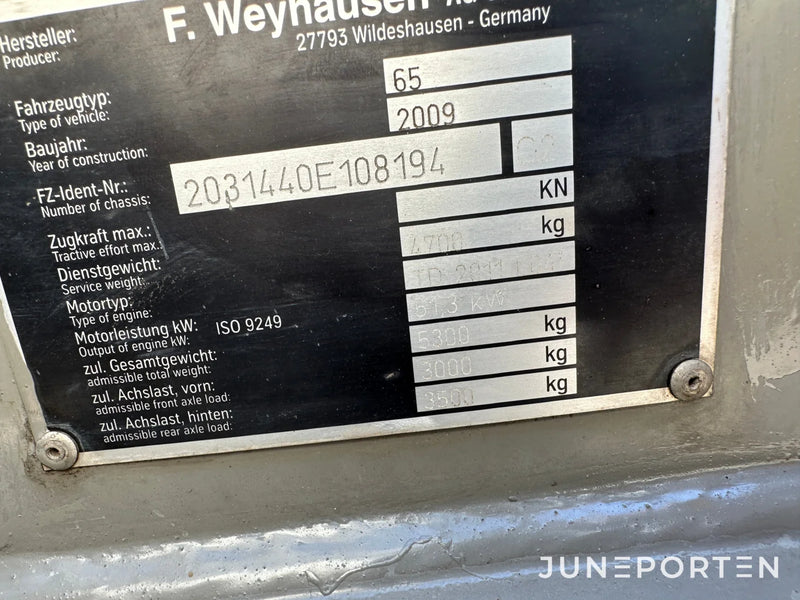 Hersteller: F. Weyhausen
Producer: 27793 Wildeshausen - Germany
Fahrzeugtyp: 65
Type of vehicle:
Baujahr: 2009
Year of construction:
FZ-Ident-Nr.: 2031440E108194
Number of chassis:
Zugkraft max.: KN
Tractive effort max.:
Dienstgewicht: 4700 kg
Service weight:
Motortyp:
Type of engine:
Motorleistung kW: ISO 9249 61.3 kW
Output of engine kW:
zul. Gesamtgewicht: 5300 kg
admissible total weight:
zul. Achslast, vorn: 3000 kg
admissible front axle load:
zul. Achslast, hinten: 3500 kg
admissible rear axle load:
JUNEPORTEN